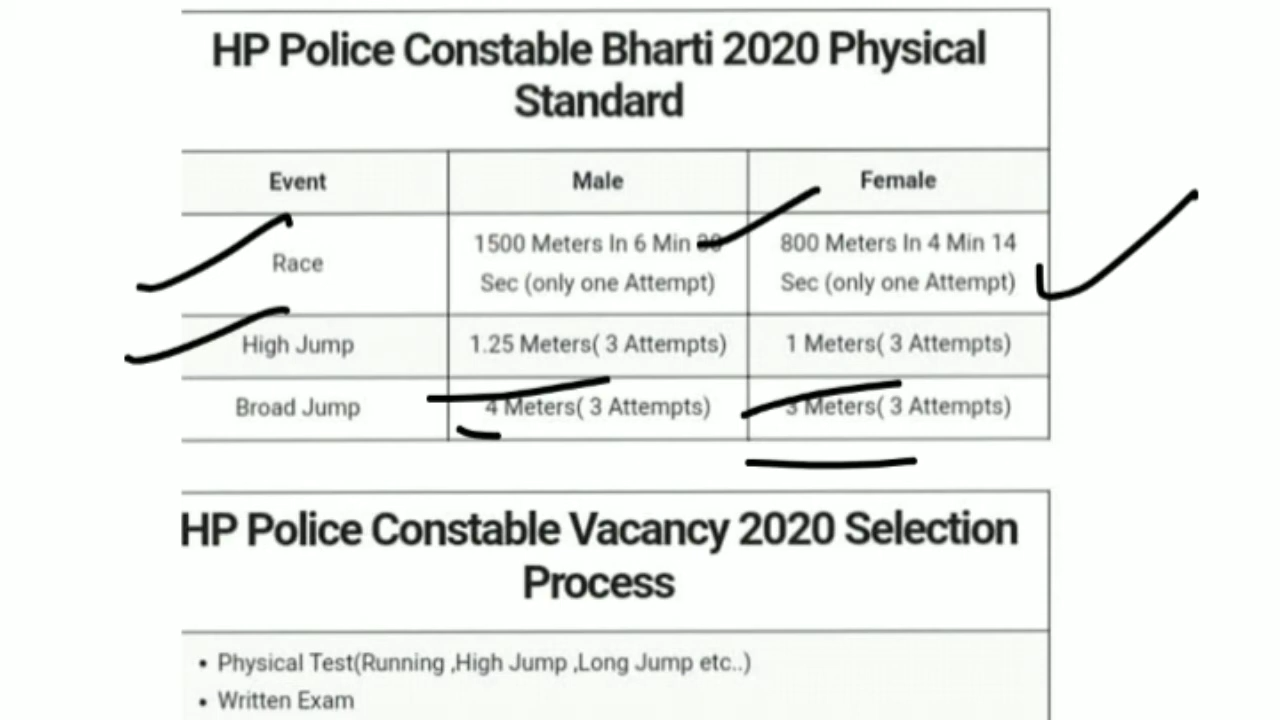 HP Police Constable Bharti 2020 Physical
Standard
Event
Male
Female
Race
1500 Meters In 6 Min
Sec (only one Attempt)
800 Meters In 4 Min 14
Sec (only one Attempt)
High Jump
1.25 Meters( 3 Attempts)
1 Meters( 3 Attempts)
Broad Jump
4 Meters( 3 Attempts)
3 Meters( 3 Attempts)
HP Police Constable Vacancy 2020 Selection
Process
• Physical Test(Running ,High Jump ,Long Jump etc..)
• Written Exam